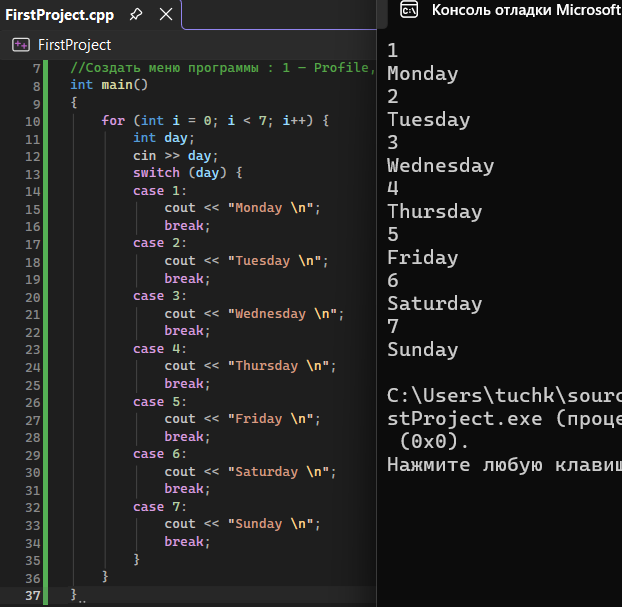 FirstProject.cpp
FirstProject
7 //Создать меню программы : 1 — Profile,
8 int main()
9 {
10 for (int i = 0; i < 7; i++) {
11 int day;
12 cin >> day;
13 switch (day) {
14 case 1:
15 cout << "Monday \n";
16 break;
17 case 2:
18 cout << "Tuesday \n";
19 break;
20 case 3:
21 cout << "Wednesday \n";
22 break;
23 case 4:
24 cout << "Thursday \n";
25 break;
26 case 5:
27 cout << "Friday \n";
28 break;
29 case 6:
30 cout << "Saturday \n";
31 break;
32 case 7:
33 cout << "Sunday \n";
34 break;
35 }
36 }
37 }
Консоль отладки Microsoft
1
Monday
2
Tuesday
3
Wednesday
4
Thursday
5
Friday
6
Saturday
7
Sunday
C:\Users\tuchk\sourc
stProject.exe (проце
(0x0).
Нажмите любую клавиш